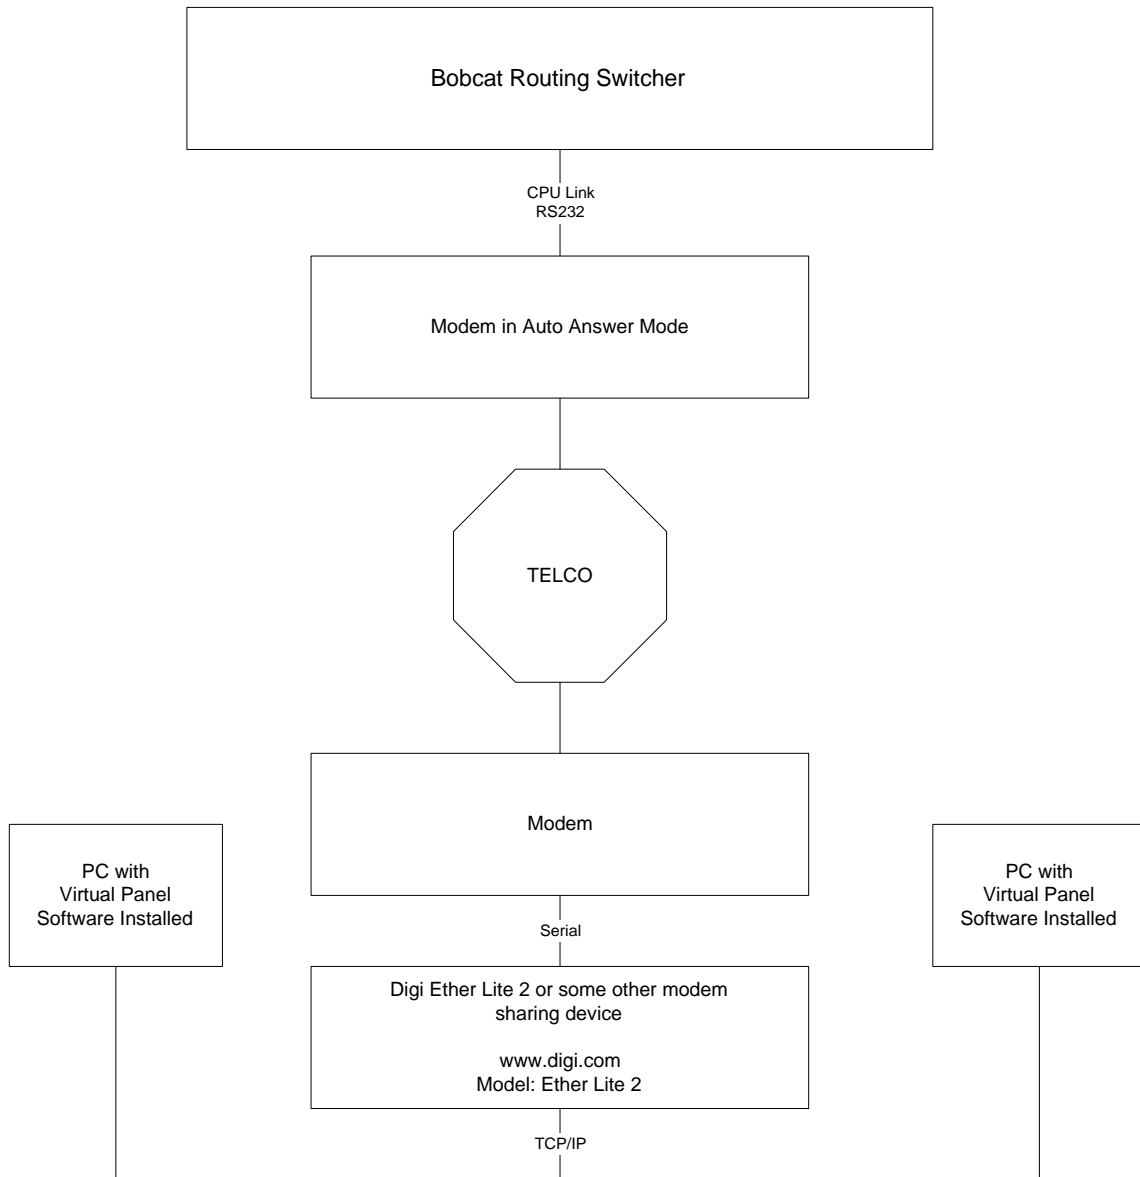 Bobcat Routing Switcher
CPU Link
RS232
Modem in Auto Answer Mode
TELCO
Modem
PC with
Virtual Panel
Software Installed
PC with
Virtual Panel
Software Installed
Serial
Digi Ether Lite 2 or some other modem
sharing device
www.digi.com
Model: Ether Lite 2
TCP/IP